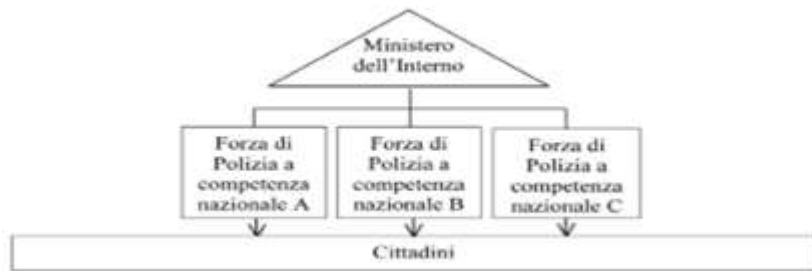 Ministero
dell'Interno
Forza di
Polizia a
competenza
nazionale A
Forza di
Polizia a
competenza
nazionale B
Forza di
Polizia a
competenza
nazionale C
Cittadini